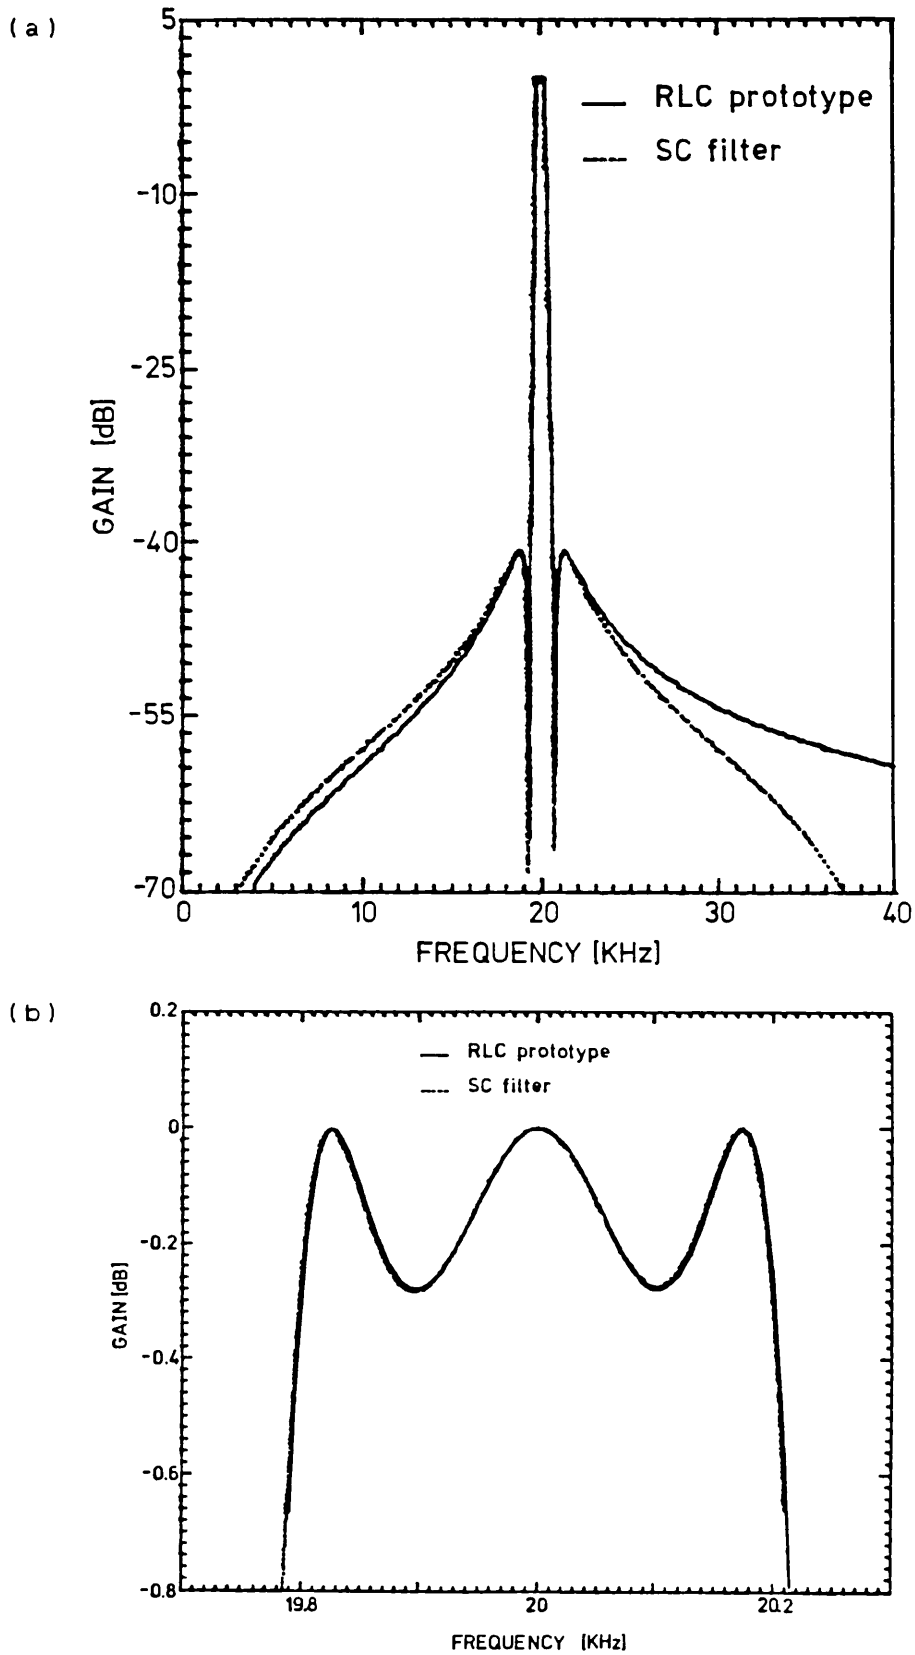 (a)
5
-10
-25
-40
-55
-70
GAIN [dB]
RLC prototype
SC filter
0 10 20 30 40
FREQUENCY [KHz]
(b)
0.2
0
-0.2
-0.4
-0.6
-0.8
GAIN [dB]
RLC prototype
SC filter
19.8 20 20.2
FREQUENCY [KHz]